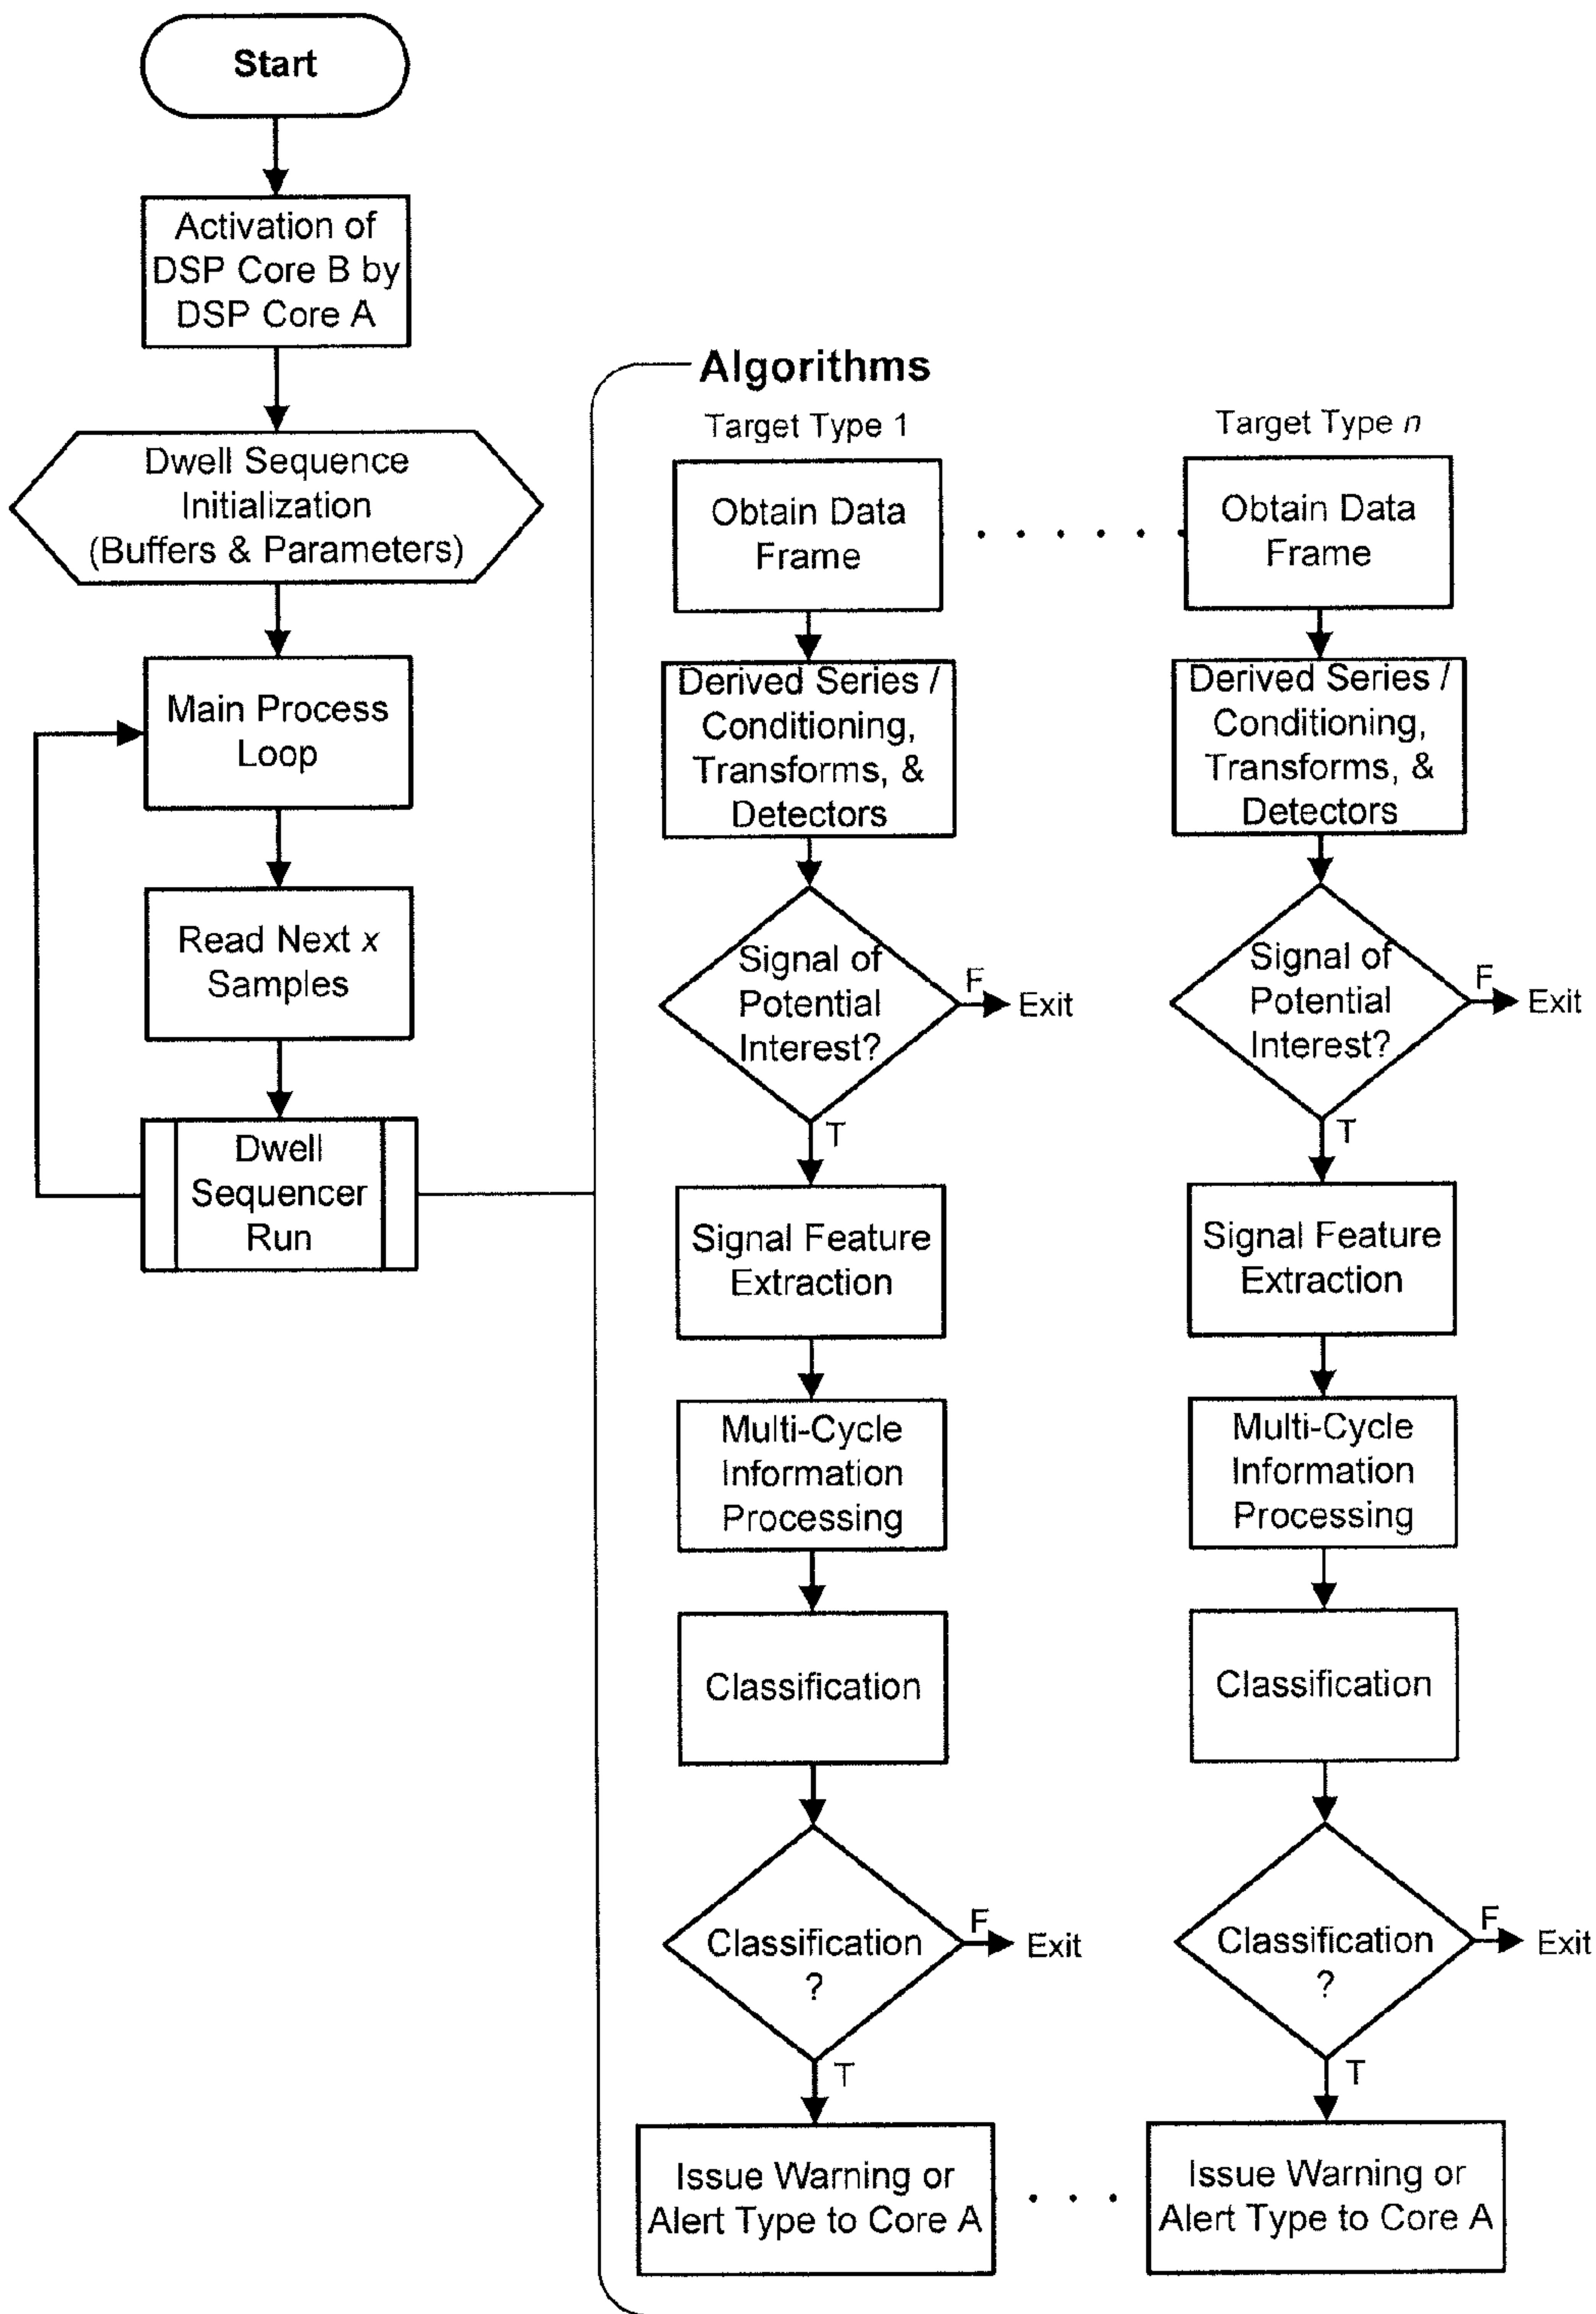 Start
Activation of
DSP Core B by
DSP Core A
Dwell Sequence
Initialization
(Buffers & Parameters)
Main Process
Loop
Read Next x
Samples
Dwell
Sequencer
Run
Algorithms
Target Type 1
Obtain Data
Frame
Derived Series /
Conditioning,
Transforms, &
Detectors
Signal of
Potential
Interest?
F
Exit
T
Signal Feature
Extraction
Multi-Cycle
Information
Processing
Classification
Classification
?
F
Exit
T
Issue Warning or
Alert Type to Core A
Target Type n
Obtain Data
Frame
Derived Series /
Conditioning,
Transforms, &
Detectors
Signal of
Potential
Interest?
F
Exit
T
Signal Feature
Extraction
Multi-Cycle
Information
Processing
Classification
Classification
?
F
Exit
T
Issue Warning or
Alert Type to Core A